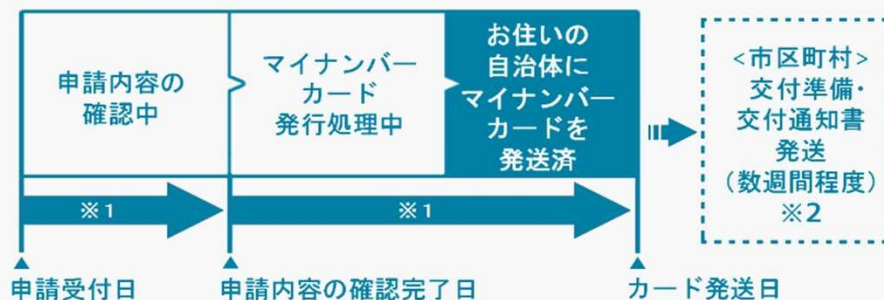 申請内容の
確認中
マイナンバー
カード
発行処理中
お住いの
自治体に
マイナンバー
カードを
発送済
<市区町村>
交付準備・
交付通知書
発送
(数週間程度)
※2
※1
※1
申請受付日
申請内容の確認完了日
カード発送日